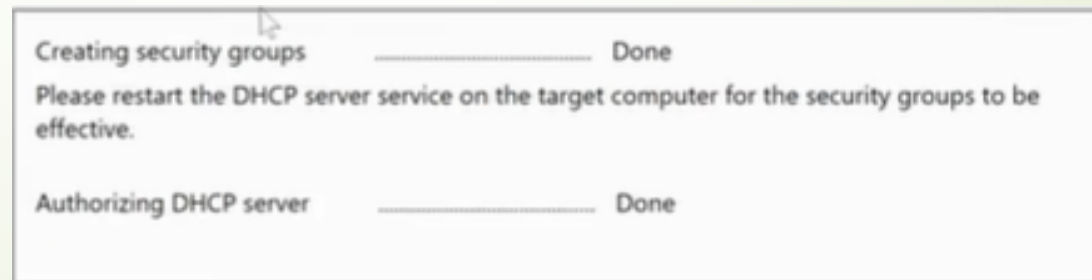 Creating security groups ................ Done
Please restart the DHCP server service on the target computer for the security groups to be
effective.
Authorizing DHCP server ................ Done